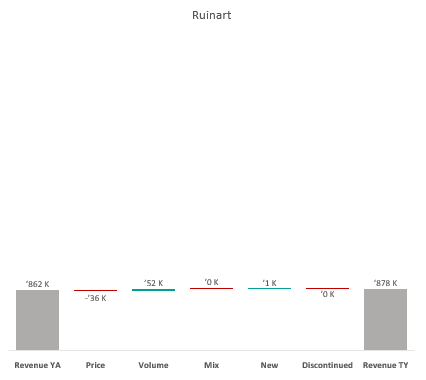 Ruinart
'862 K
-'36 K
'52 K
'0 K
'1 K
'0 K
'878 K
Revenue YA
Price
Volume
Mix
New
Discontinued
Revenue TY